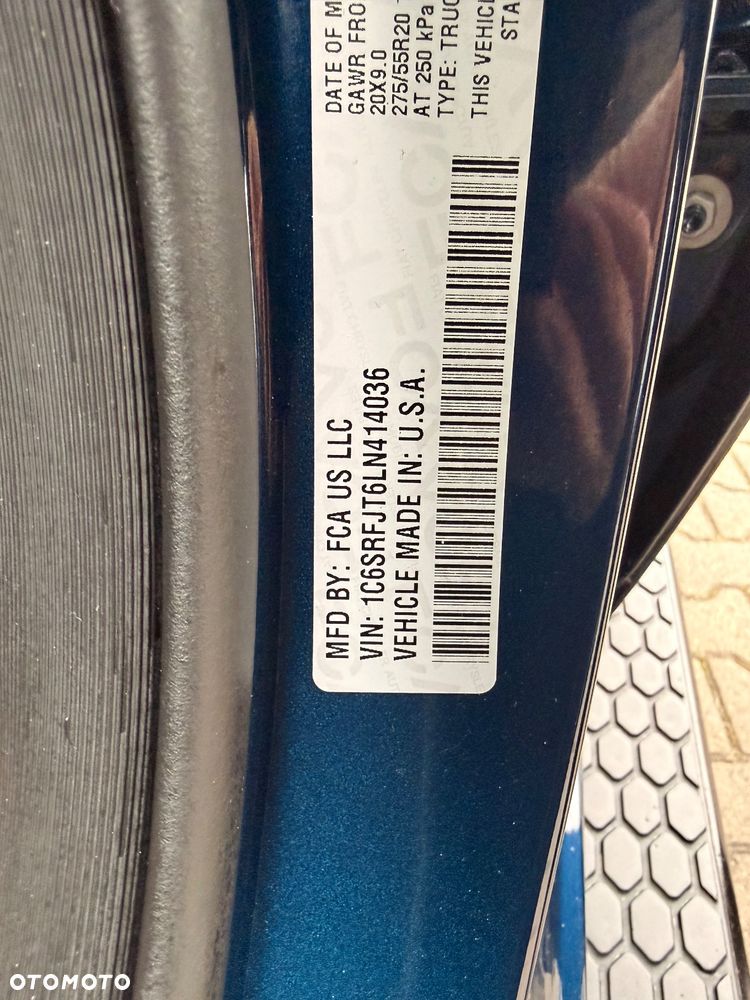 MFD BY: FCA US LLC
VIN: 1C6SRFJT6LN414036
VEHICLE MADE IN: U.S.A.
DATE OF M
GAWR FRO
20X9.0
275/55R20
AT 250 kPa
TYPE: TRUC
THIS VEHIC
STA
OTOMOTO